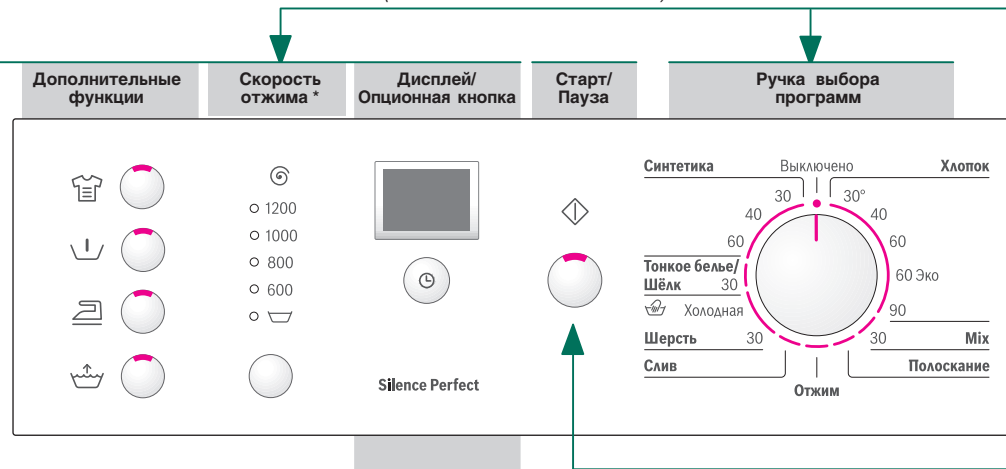 Дополнительные
функции
Скорость
отжима *
Дисплей/
Опционная кнопка
Старт/
Пауза
Ручка выбора
программ
1200
1000
800
600
Silence Perfect
Синтетика
Выключено
Хлопок
30
30°
40
40
60
60
Тонкое белье/
Шёлк 30
60 Эко
Холодная
90
Шерсть 30
30 Mix
Слив
Полоскание
Отжим